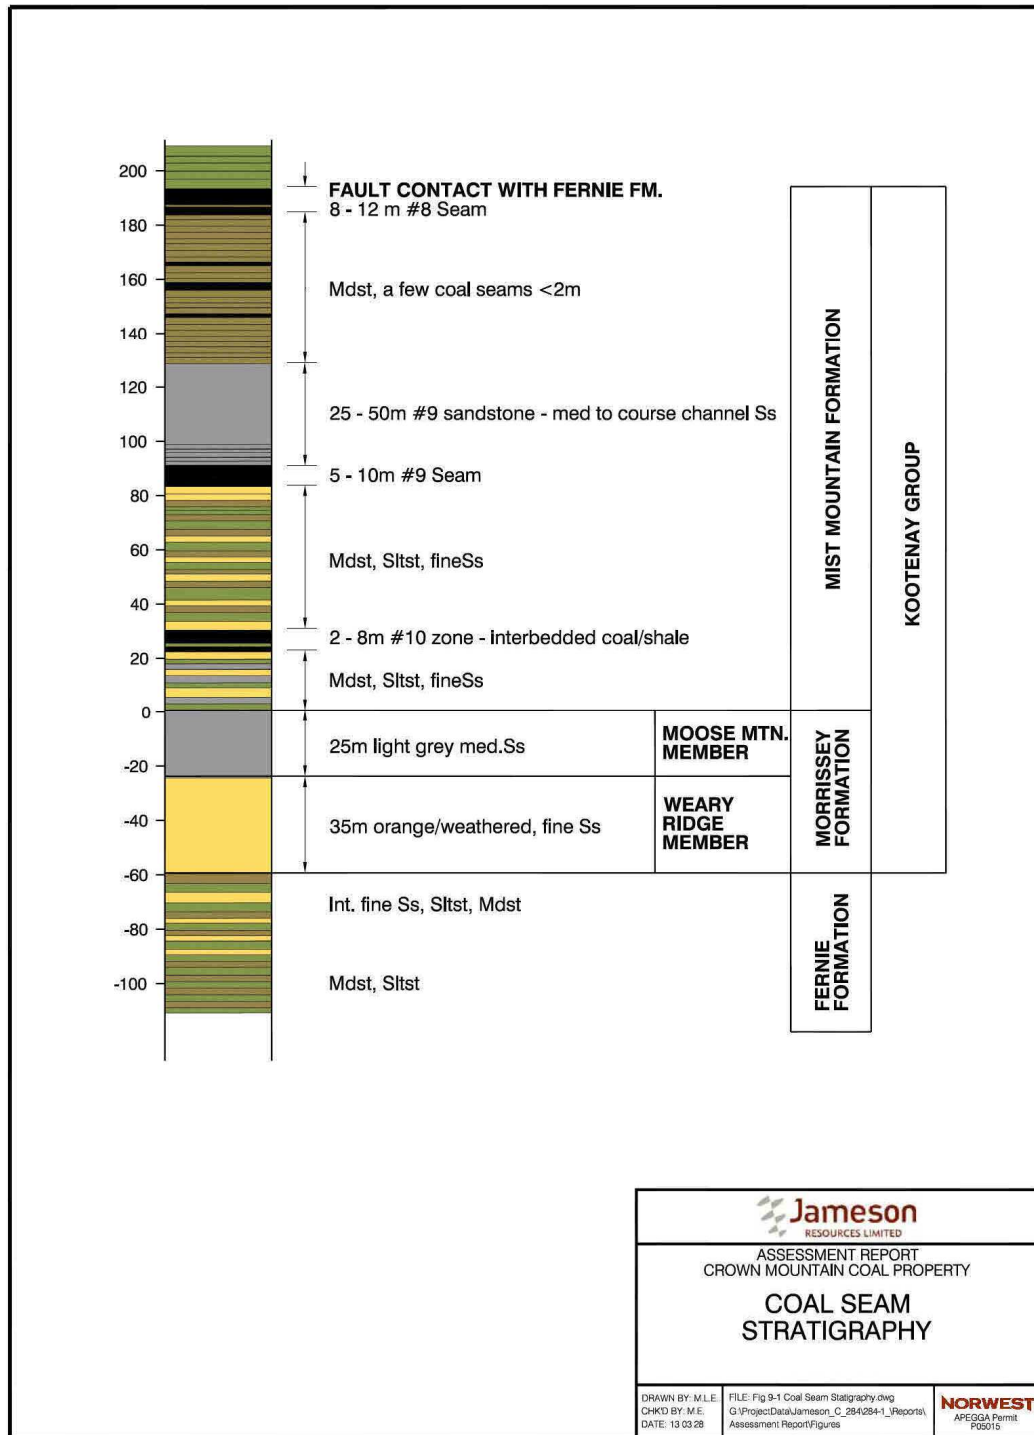 200
180
160
140
120
100
80
60
40
20
0
-20
-40
-60
-80
-100
FAULT CONTACT WITH FERNIE FM.
8 - 12 m #8 Seam
Mdst, a few coal seams <2m
25 - 50m #9 sandstone - med to course channel Ss
5 - 10m #9 Seam
Mdst, Sltst, fineSs
2 - 8m #10 zone - interbedded coal/shale
Mdst, Sltst, fineSs
25m light grey med.Ss
35m orange/weathered, fine Ss
Int. fine Ss, Sltst, Mdst
Mdst, Sltst
MOOSE MTN.
MEMBER
WEARY
RIDGE
MEMBER
MIST MOUNTAIN FORMATION
MORRISSEY
FORMATION
FERNIE
FORMATION
KOOTENAY GROUP
Jameson
RESOURCES LIMITED
ASSESSMENT REPORT
CROWN MOUNTAIN COAL PROPERTY
COAL SEAM
STRATIGRAPHY
DRAWN BY: M.L.E.
CHK'D BY: M.E.
DATE: 13 03 28
FILE: Fig 9-1 Coal Seam Statigraphy.dwg
G:\ProjectData\Jameson_C_284\284-1_\Reports\
Assessment Report\Figures
NORWEST
APEGGA Permit
P05015